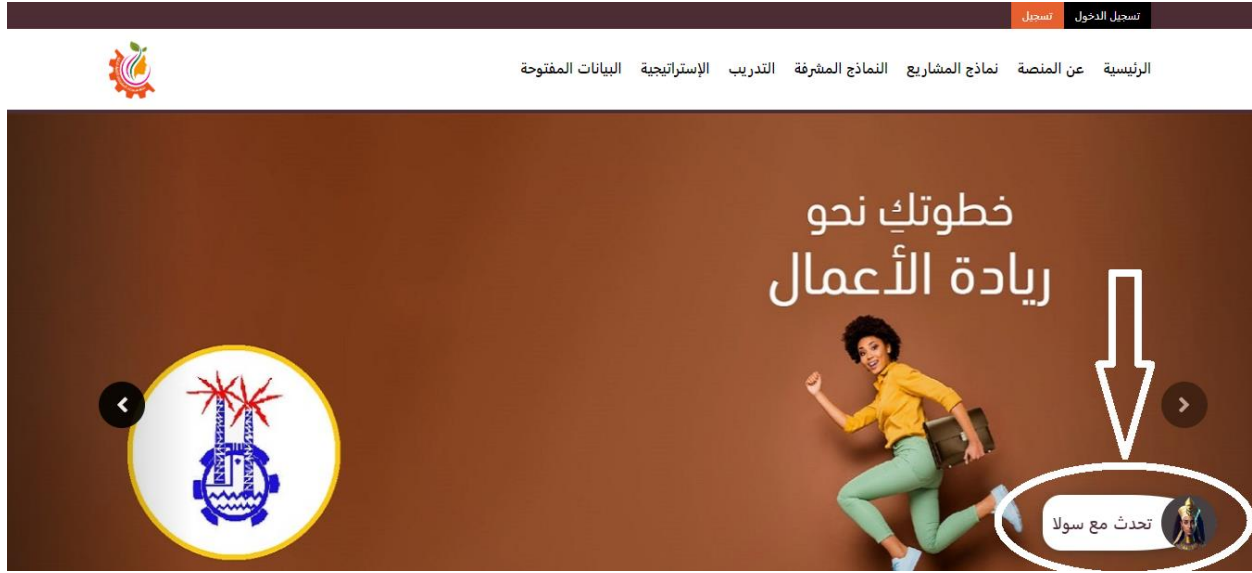 تسجيل الدخول تسجيل
الرئيسية عن المنصة نماذج المشاريع النماذج المشرفة التدريب الإستراتيجية البيانات المفتوحة
خطوتكِ نحو
ريادة الأعمال
تحدث مع سولا